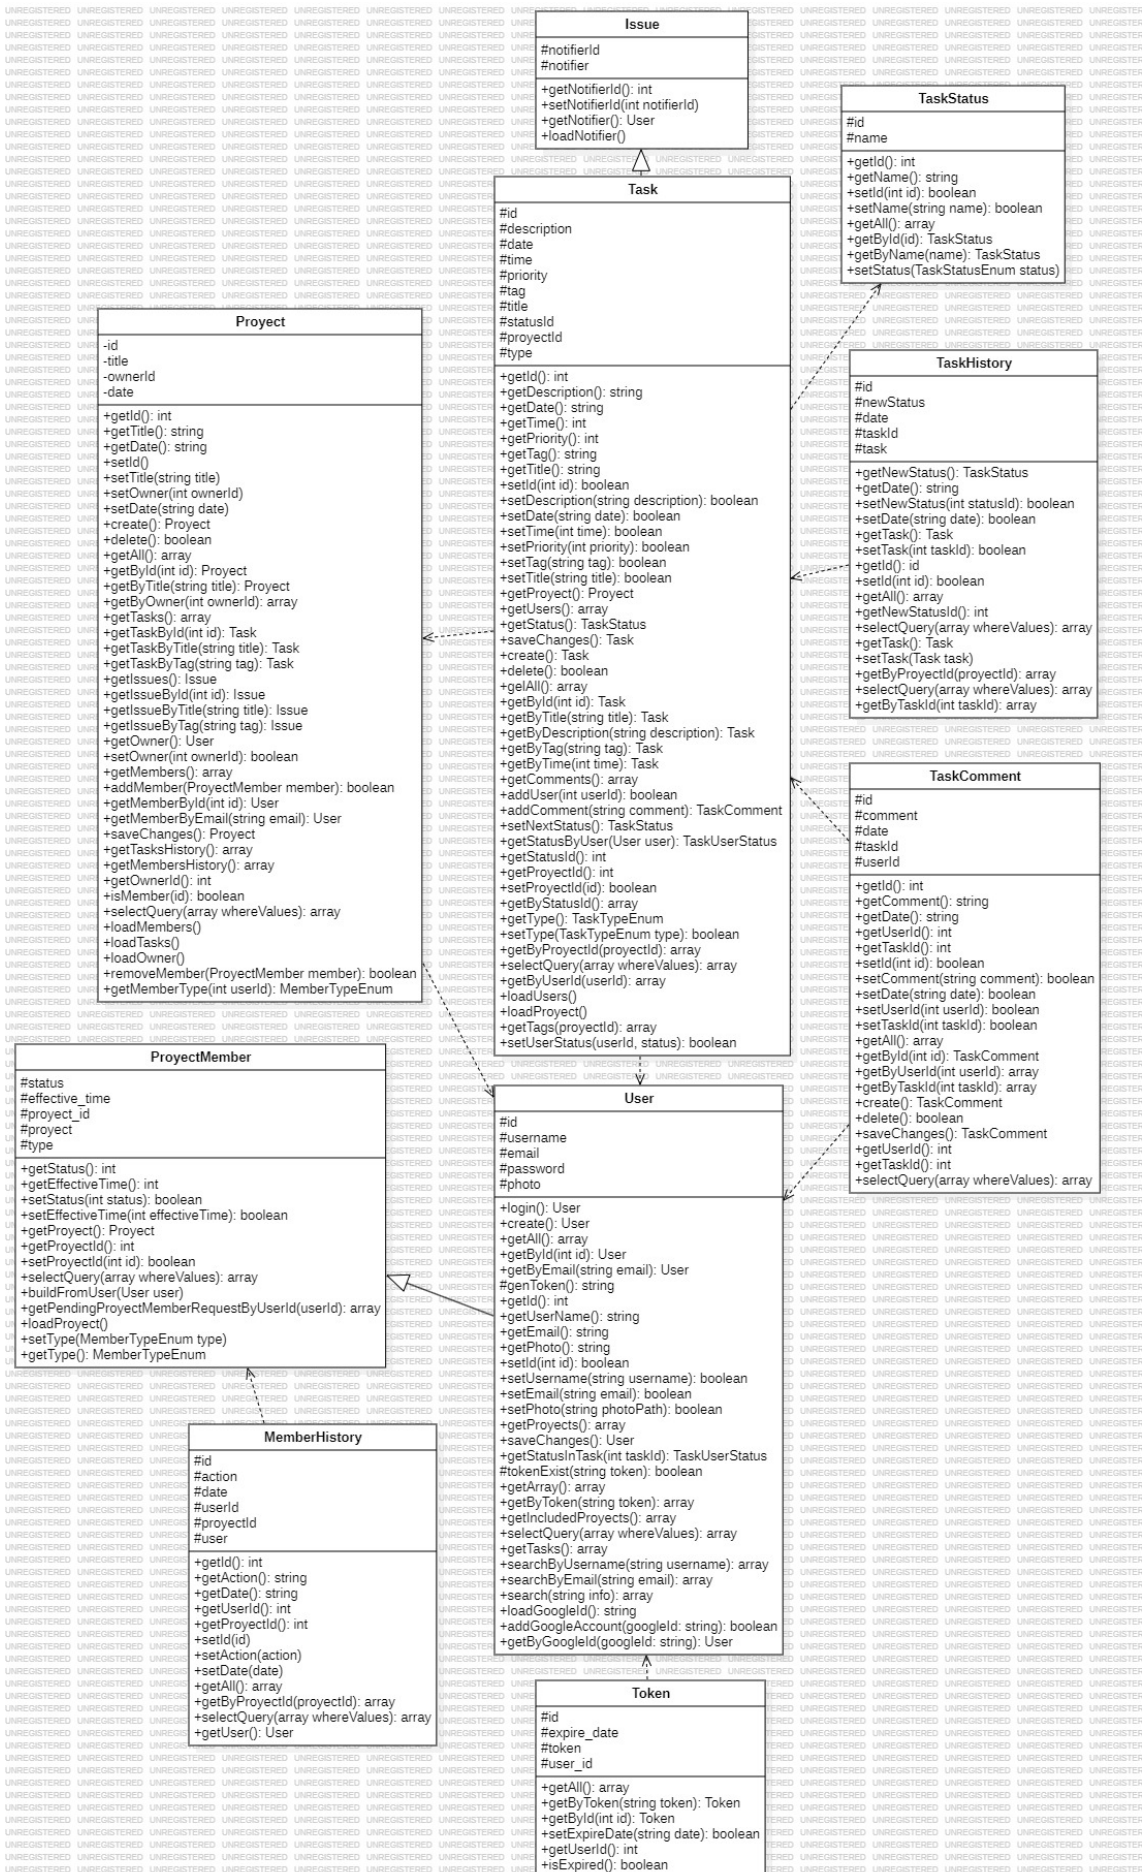 Issue
#notifierId
#notifier
+getNotifierId(): int
+setNotifierId(int notifierId)
+getNotifier(): User
+loadNotifier()
TaskStatus
#id
#name
+getId(): int
+getName(): string
+setId(int id): boolean
+setName(string name): boolean
+getAll(): array
+getById(id): TaskStatus
+getByName(name): TaskStatus
+setStatus(TaskStatusEnum status)
Task
#id
#description
#date
#time
#priority
#tag
#title
#statusId
#proyectId
#type
+getId(): int
+getDescription(): string
+getDate(): string
+getTime(): int
+getPriority(): int
+getTag(): string
+getTitle(): string
+setId(int id): boolean
+setDescription(string description): boolean
+setDate(string date): boolean
+setTime(int time): boolean
+setPriority(int priority): boolean
+setTag(string tag): boolean
+setTitle(string title): boolean
+getProyect(): Proyect
+getUsers(): array
+getStatus(): TaskStatus
+saveChanges(): Task
+create(): Task
+delete(): boolean
+gelAll(): array
+getById(int id): Task
+getByTitle(string title): Task
+getByDescription(string description): Task
+getByTag(string tag): Task
+getByTime(int time): Task
+getComments(): array
+addUser(int userId): boolean
+addComment(string comment): TaskComment
+setNextStatus(): TaskStatus
+getStatusByUser(User user): TaskUserStatus
+getStatusId(): int
+getProyectId(): int
+setProyectId(id): boolean
+getByStatusId(): array
+getType(): TaskTypeEnum
+setType(TaskTypeEnum type): boolean
+getByProyectId(proyectId): array
+selectQuery(array whereValues): array
+getByUserId(userId): array
+loadUsers()
+loadProyect()
+getTags(proyectId): array
+setUserStatus(userId, status): boolean
Proyect
-id
-title
-ownerId
-date
+getId(): int
+getTitle(): string
+getDate(): string
+setId()
+setTitle(string title)
+setOwner(int ownerId)
+setDate(string date)
+create(): Proyect
+delete(): boolean
+getAll(): array
+getById(int id): Proyect
+getByTitle(string title): Proyect
+getByOwner(int ownerId): array
+getTasks(): array
+getTaskById(int id): Task
+getTaskByTitle(string title): Task
+getTaskByTag(string tag): Task
+getIssues(): Issue
+getIssueById(int id): Issue
+getIssueByTitle(string title): Issue
+getIssueByTag(string tag): Issue
+getOwner(): User
+setOwner(int ownerId): boolean
+getMembers(): array
+addMember(ProyectMember member): boolean
+getMemberById(int id): User
+getMemberByEmail(string email): User
+saveChanges(): Proyect
+getTasksHistory(): array
+getMembersHistory(): array
+getOwnerId(): int
+isMember(id): boolean
+selectQuery(array whereValues): array
+loadMembers()
+loadTasks()
+loadOwner()
+removeMember(ProyectMember member): boolean
+getMemberType(int userId): MemberTypeEnum
TaskHistory
#id
#newStatus
#date
#taskId
#task
+getNewStatus(): TaskStatus
+getDate(): string
+setNewStatus(int statusId): boolean
+setDate(string date): boolean
+getTask(): Task
+setTask(int taskId): boolean
+getId(): id
+setId(int id): boolean
+getAll(): array
+getNewStatusId(): int
+selectQuery(array whereValues): array
+getTask(): Task
+setTask(Task task)
+getByProyectId(proyectId): array
+selectQuery(array whereValues): array
+getByTaskId(int taskId): array
TaskComment
#id
#comment
#date
#taskId
#userId
+getId(): int
+getComment(): string
+getDate(): string
+getUserId(): int
+getTaskId(): int
+setId(int id): boolean
+setComment(string comment): boolean
+setDate(string date): boolean
+setUserId(int userId): boolean
+setTaskId(int taskId): boolean
+getAll(): array
+getById(int id): TaskComment
+getByUserId(int userId): array
+getByTaskId(int taskId): array
+create(): TaskComment
+delete(): boolean
+saveChanges(): TaskComment
+getUserId(): int
+getTaskId(): int
+selectQuery(array whereValues): array
ProyectMember
#status
#effective_time
#proyect_id
#proyect
#type
+getStatus(): int
+getEffectiveTime(): int
+setStatus(int status): boolean
+setEffectiveTime(int effectiveTime): boolean
+getProyect(): Proyect
+getProyectId(): int
+setProyectId(int id): boolean
+selectQuery(array whereValues): array
+buildFromUser(User user)
+getPendingProyectMemberRequestByUserId(userId): array
+loadProyect()
+setType(MemberTypeEnum type)
+getType(): MemberTypeEnum
User
#id
#username
#email
#password
#photo
+login(): User
+create(): User
+getAll(): array
+getById(int id): User
+getByEmail(string email): User
#genToken(): string
+getId(): int
+getUserName(): string
+getEmail(): string
+getPhoto(): string
+setId(int id): boolean
+setUsername(string username): boolean
+setEmail(string email): boolean
+setPhoto(string photoPath): boolean
+getProyects(): array
+saveChanges(): User
+getStatusInTask(int taskId): TaskUserStatus
#tokenExist(string token): boolean
+getArray(): array
+getByToken(string token): array
+getIncludedProyects(): array
+selectQuery(array whereValues): array
+getTasks(): array
+searchByUsername(string username): array
+searchByEmail(string email): array
+search(string info): array
+loadGoogleId(): string
+addGoogleAccount(googleId: string): boolean
+getByGoogleId(googleId: string): User
MemberHistory
#id
#action
#date
#userId
#proyectId
#user
+getId(): int
+getAction(): string
+getDate(): string
+getUserId(): int
+getProyectId(): int
+setId(id)
+setAction(action)
+setDate(date)
+getAll(): array
+getByProyectId(proyectId): array
+selectQuery(array whereValues): array
+getUser(): User
Token
#id
#expire_date
#token
#user_id
+getAll(): array
+getByToken(string token): Token
+getById(int id): Token
+setExpireDate(string date): boolean
+getUserId(): int
+isExpired(): boolean